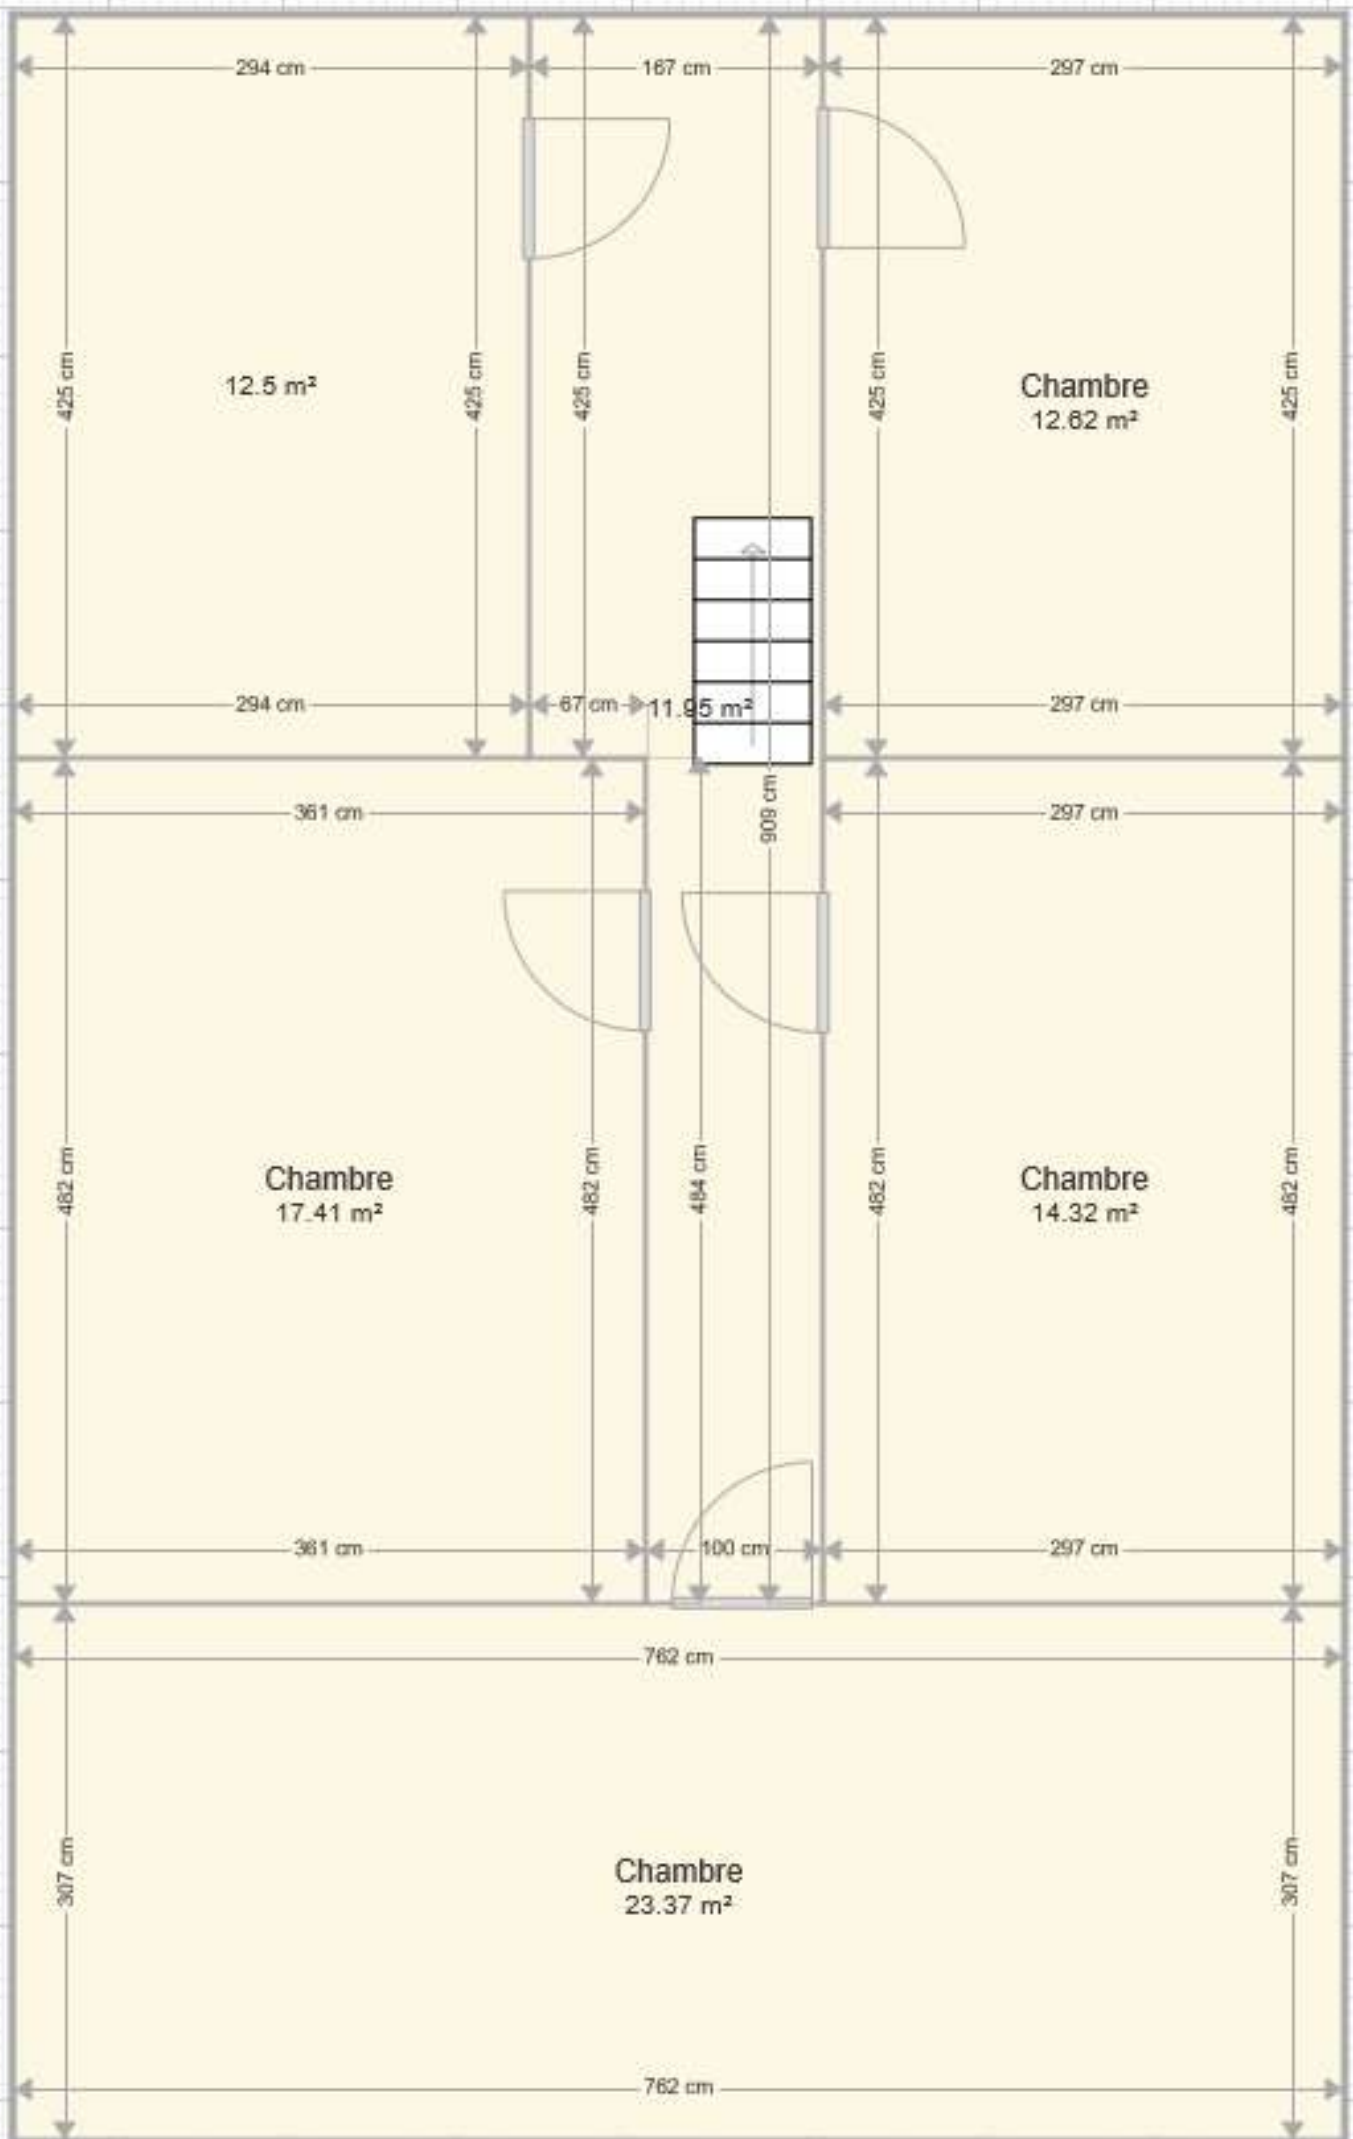 294 cm
167 cm
297 cm
425 cm
425 cm
425 cm
425 cm
425 cm
12.5 m²
Chambre
12.62 m²
294 cm
67 cm
11.95 m²
297 cm
361 cm
909 cm
297 cm
482 cm
482 cm
484 cm
482 cm
482 cm
Chambre
17.41 m²
Chambre
14.32 m²
361 cm
100 cm
297 cm
762 cm
307 cm
307 cm
Chambre
23.37 m²
762 cm